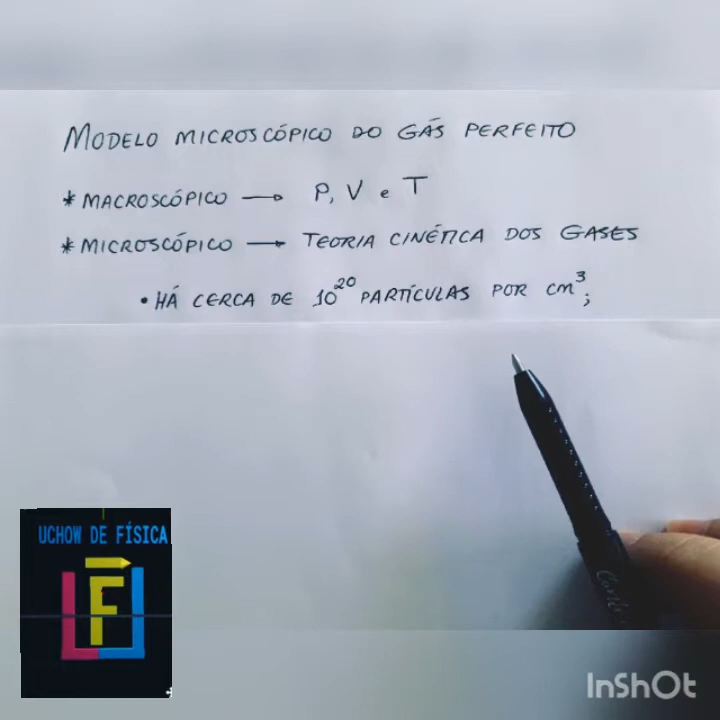 MODELO MICROSCÓPICO DO GÁS PERFEITO
* MACROSCÓPICO → P, V e T
* MICROSCÓPICO → TEORIA CINÉTICA DOS GASES
• HÁ CERCA DE 10²⁰ PARTÍCULAS POR cm³;
UCHOW DE FÍSICA
F
InShOt